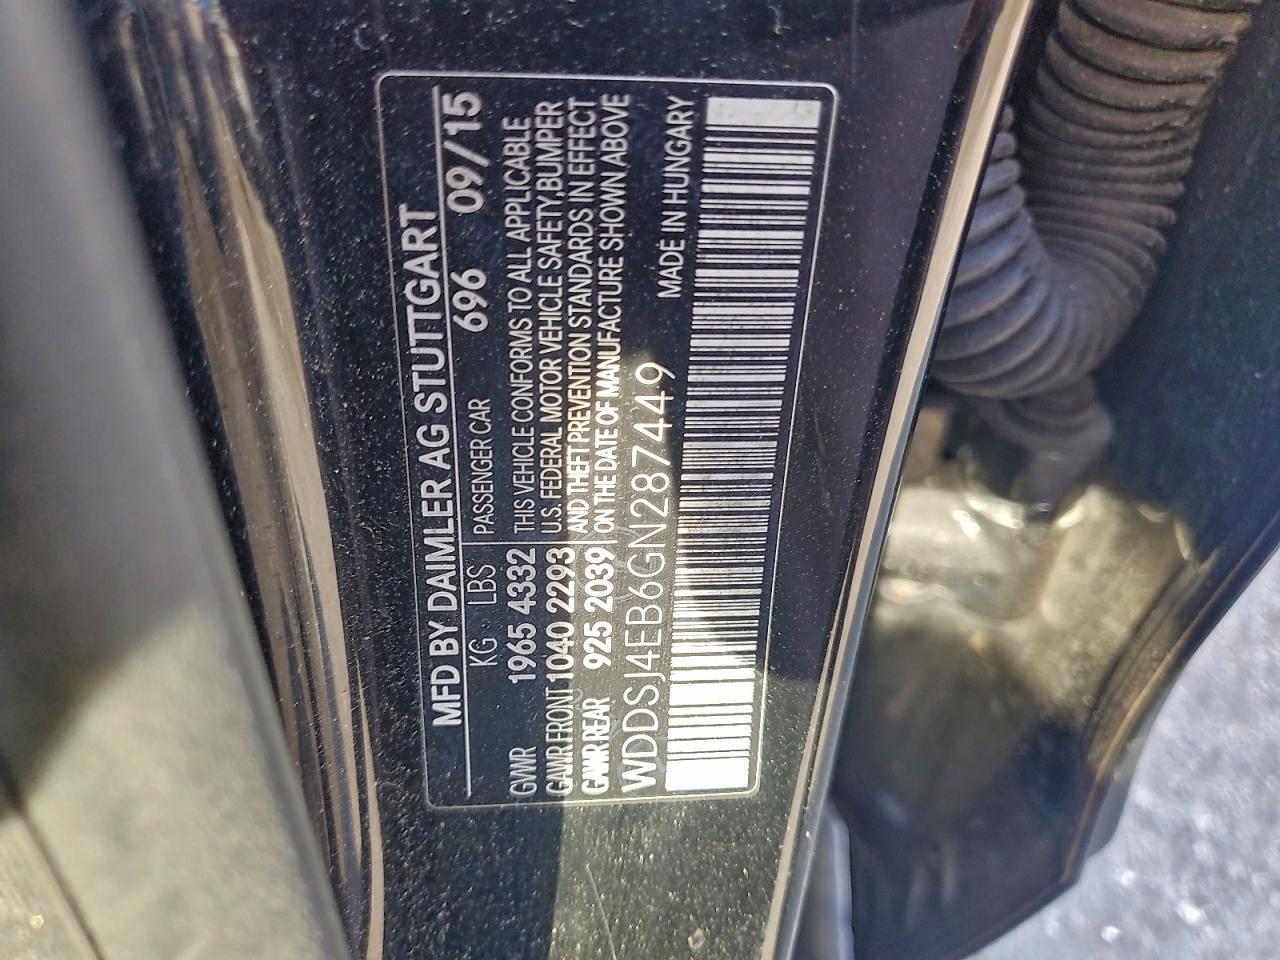 MFD BY DAIMLER AG STUTTGART
KG LBS PASSENGER CAR 696 09/15
GVWR 1965 4332 THIS VEHICLE CONFORMS TO ALL APPLICABLE
GAWR FRONT 1040 2293 U.S. FEDERAL MOTOR VEHICLE SAFETY, BUMPER
GAWR REAR 925 2039 AND THEFT PREVENTION STANDARDS IN EFFECT
ON THE DATE OF MANUFACTURE SHOWN ABOVE
WDDSJ4EB6GN287449 MADE IN HUNGARY